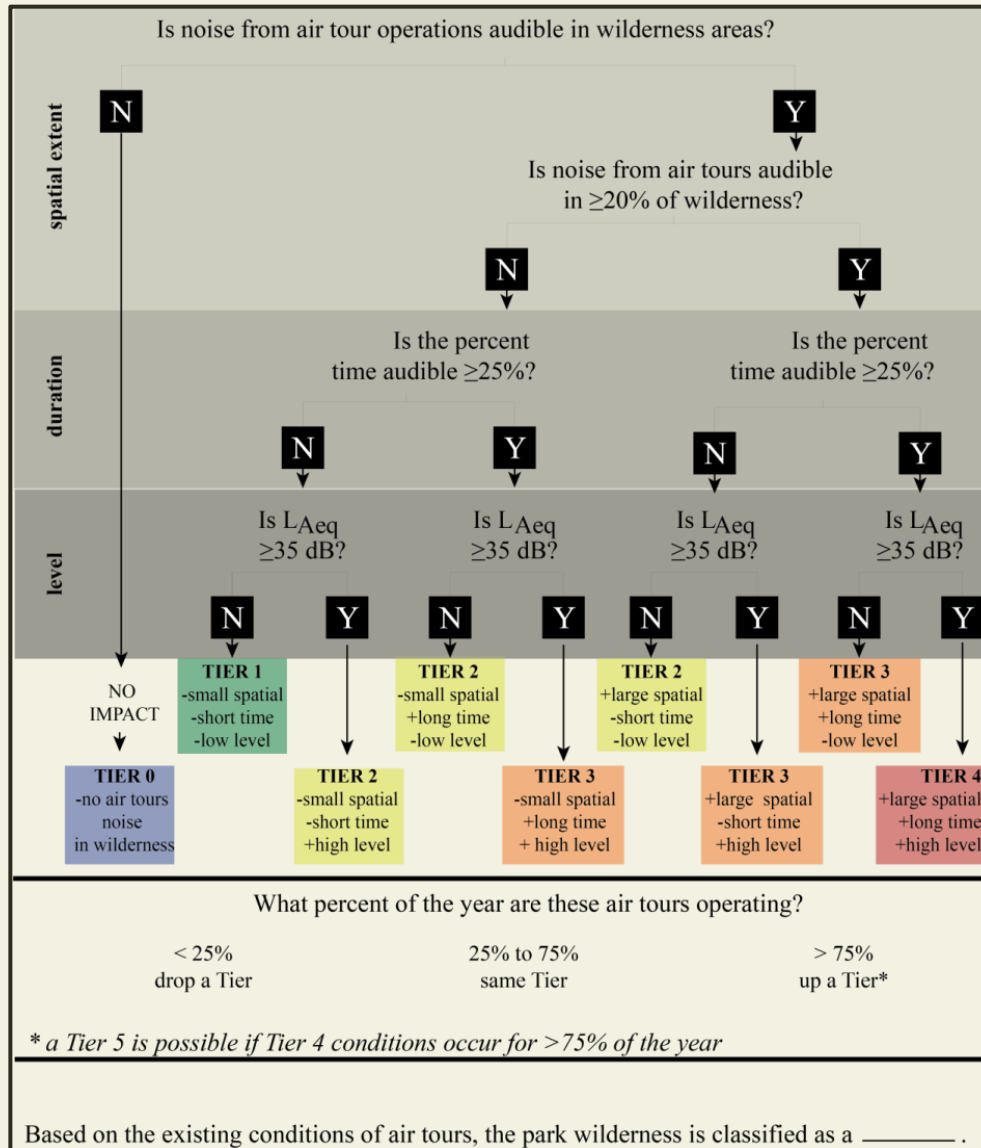 Is noise from air tour operations audible in wilderness areas?
N
Y
spatial extent
Is noise from air tours audible
in ≥20% of wilderness?
N
Y
duration
Is the percent
time audible ≥25%?
Is the percent
time audible ≥25%?
N
Y
N
Y
level
Is LAeq
≥35 dB?
Is LAeq
≥35 dB?
Is LAeq
≥35 dB?
Is LAeq
≥35 dB?
N
Y
N
Y
N
Y
N
Y
NO
IMPACT
TIER 1
-small spatial
-short time
-low level
TIER 2
-small spatial
+long time
-low level
TIER 2
+large spatial
-short time
-low level
TIER 3
+large spatial
+long time
-low level
TIER 0
-no air tours
noise
in wilderness
TIER 2
-small spatial
-short time
+high level
TIER 3
-small spatial
+long time
+ high level
TIER 3
+large spatial
-short time
+high level
TIER 4
+large spatial
+long time
+high level
What percent of the year are these air tours operating?
< 25%
drop a Tier
25% to 75%
same Tier
> 75%
up a Tier*
* a Tier 5 is possible if Tier 4 conditions occur for >75% of the year
Based on the existing conditions of air tours, the park wilderness is classified as a ________ .